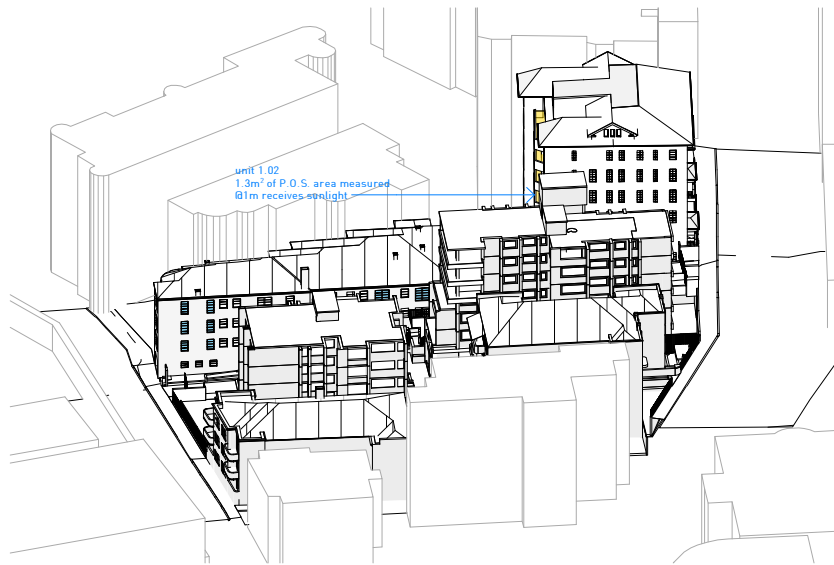 unit 1.02
1.3m² of P.O.S. area measured
@1m receives sunlight